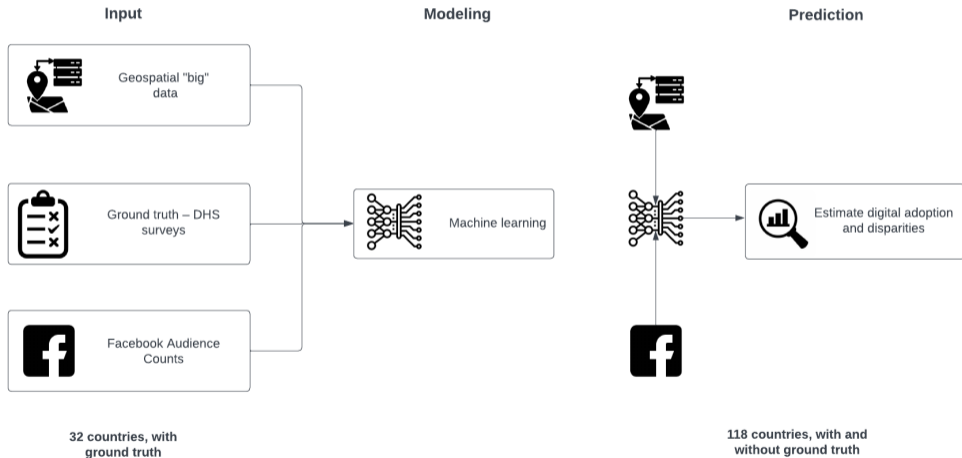 Input
Modeling
Prediction
Geospatial "big"
data
Ground truth – DHS
surveys
Machine learning
Estimate digital adoption
and disparities
Facebook Audience
Counts
32 countries, with
ground truth
118 countries, with and
without ground truth